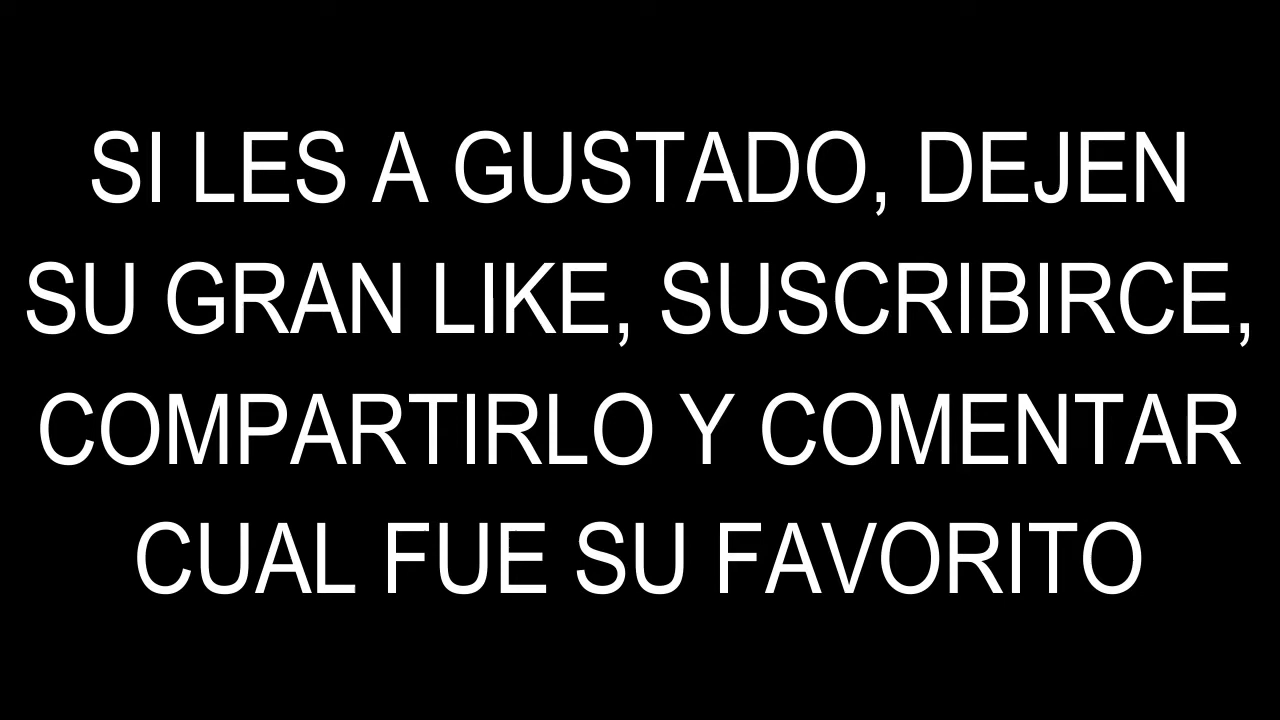 SI LES A GUSTADO, DEJEN
SU GRAN LIKE, SUSCRIBIRCE,
COMPARTIRLO Y COMENTAR
CUAL FUE SU FAVORITO